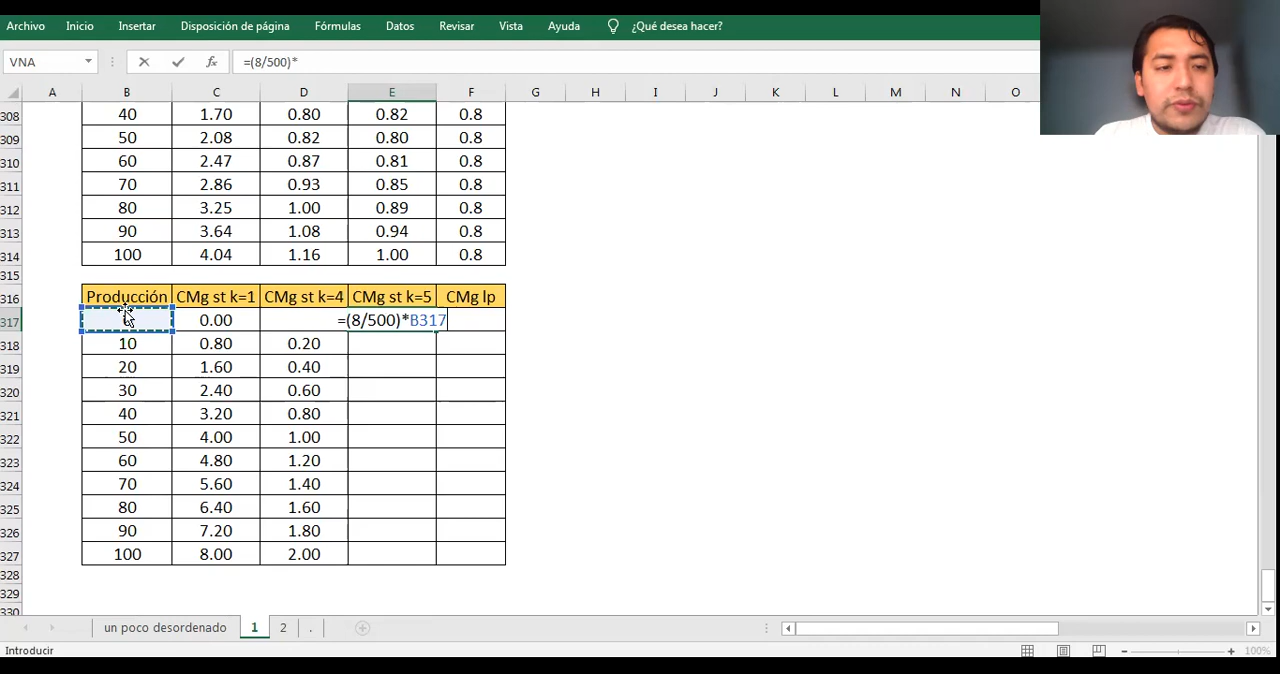 Archivo Inicio Insertar Disposición de página Fórmulas Datos Revisar Vista Ayuda ¿Qué desea hacer?
VNA fx =(8/500)*
A B C D E F G H I J K L M N O
308 40 1.70 0.80 0.82 0.8
309 50 2.08 0.82 0.80 0.8
310 60 2.47 0.87 0.81 0.8
311 70 2.86 0.93 0.85 0.8
312 80 3.25 1.00 0.89 0.8
313 90 3.64 1.08 0.94 0.8
314 100 4.04 1.16 1.00 0.8
315
316 Producción CMg st k=1 CMg st k=4 CMg st k=5 CMg lp
317 0.00 =(8/500)*B317
318 10 0.80 0.20
319 20 1.60 0.40
320 30 2.40 0.60
321 40 3.20 0.80
322 50 4.00 1.00
323 60 4.80 1.20
324 70 5.60 1.40
325 80 6.40 1.60
326 90 7.20 1.80
327 100 8.00 2.00
328
329
330
un poco desordenado 1 2 .
Introducir 100%